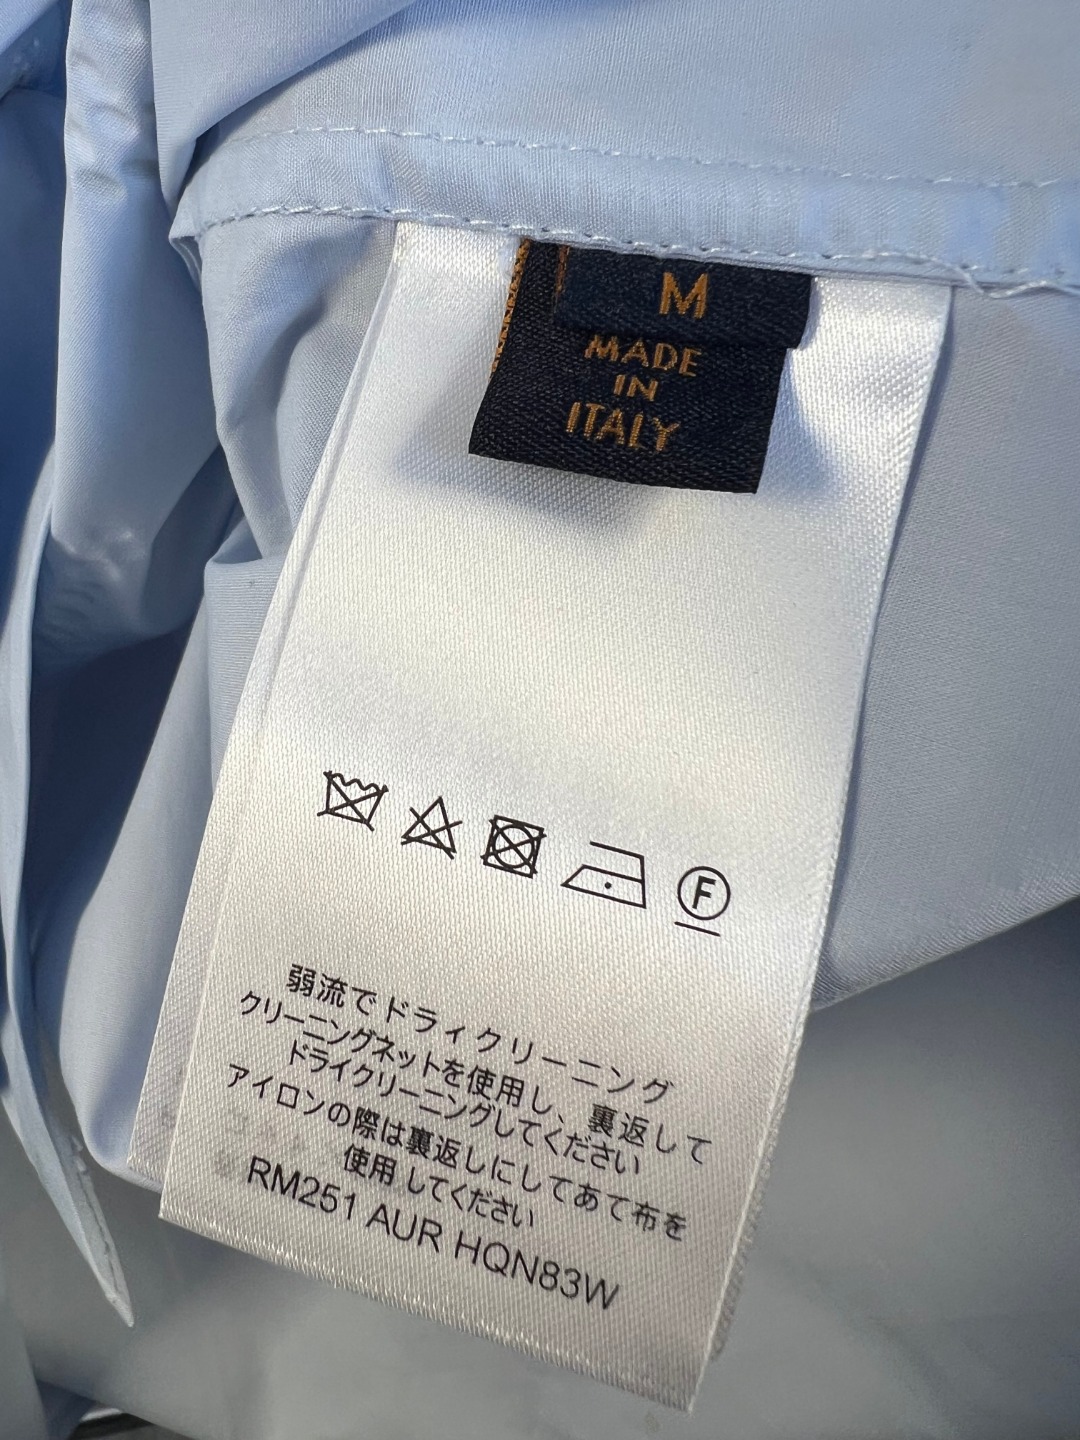 M
MADE
IN
ITALY
F
弱流でドライクリーニング
クリーニングネットを使用し、裏返して
ドライクリーニングしてください
アイロンの際は裏返しにしてあて布を
使用してください
RM251 AUR HQN83W